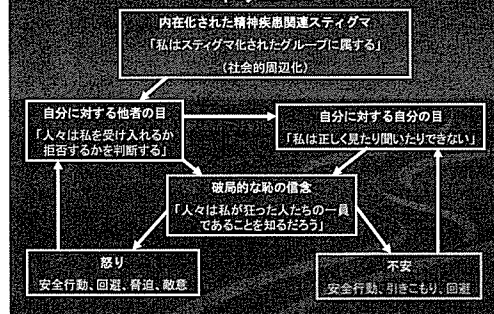 内在化された精神疾患関連スティグマ
「私はスティグマ化されたグループに属する」
(社会的周辺化)
自分に対する他者の目
「人々は私を受け入れるか
拒否するかを判断する」
自分に対する自分の目
「私は正しく見たり聞いたりできない」
破局的な恥の信念
「人々は私が狂った人たちの一員
であることを知るだろう」
怒り
安全行動、回避、脅迫、敵意
不安
安全行動、引きこもり、回避